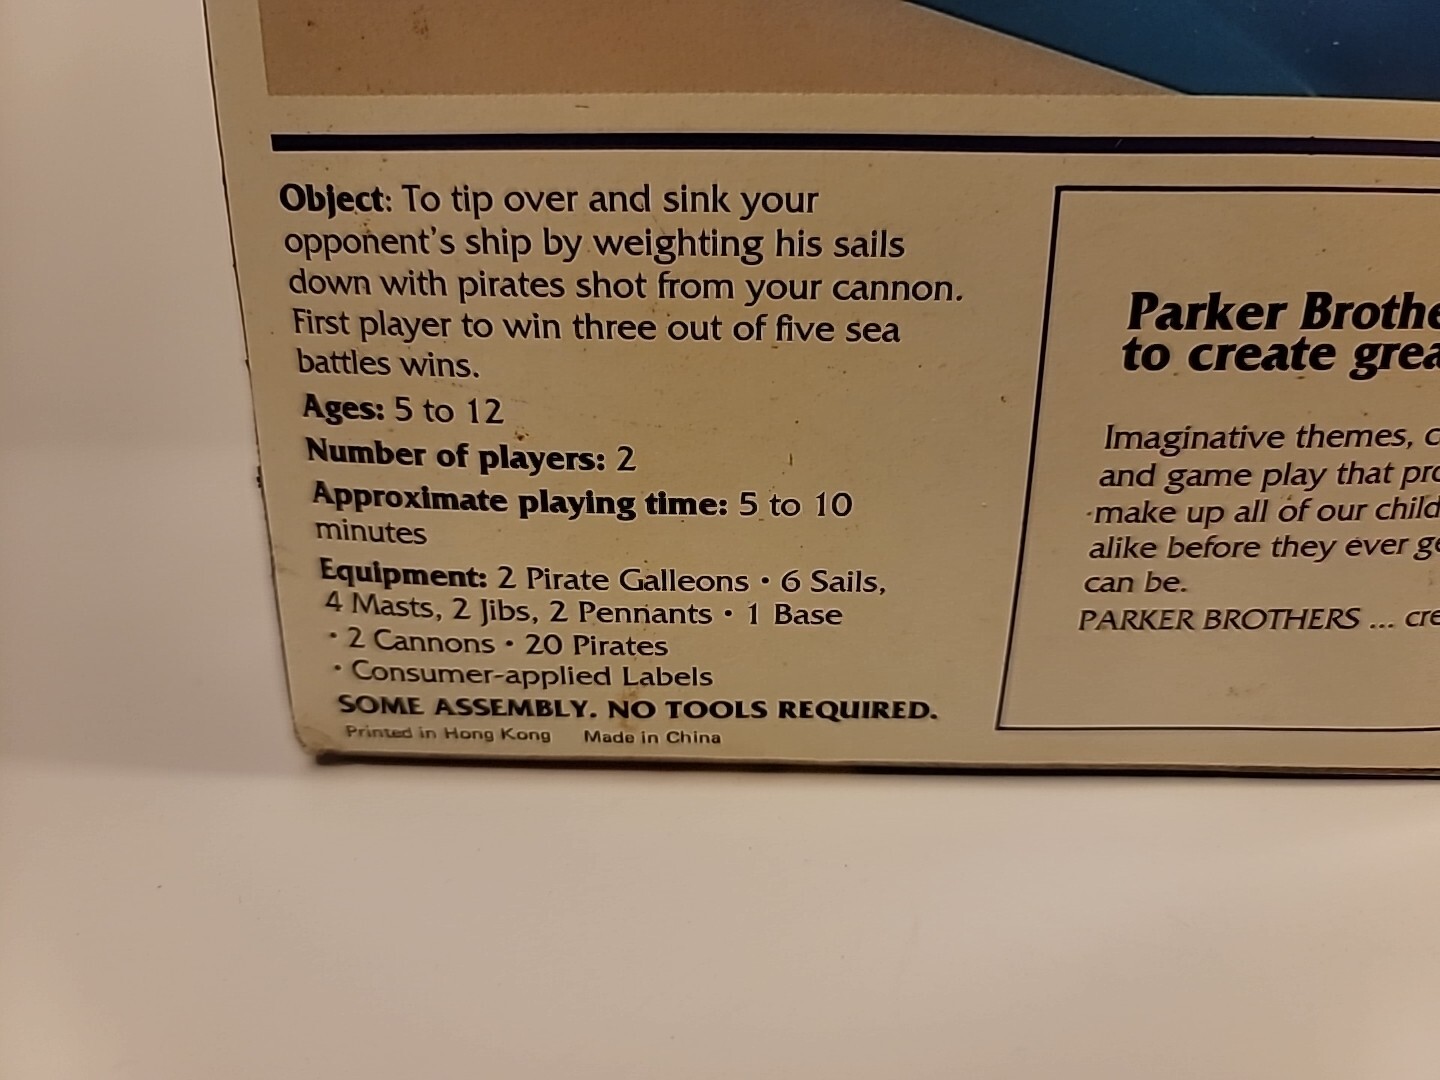 Object: To tip over and sink your
opponent's ship by weighting his sails
down with pirates shot from your cannon.
First player to win three out of five sea
battles wins.
Ages: 5 to 12
Number of players: 2
Approximate playing time: 5 to 10
minutes
Equipment: 2 Pirate Galleons • 6 Sails,
4 Masts, 2 Jibs, 2 Pennants • 1 Base
• 2 Cannons • 20 Pirates
• Consumer-applied Labels
SOME ASSEMBLY. NO TOOLS REQUIRED.
Printed in Hong Kong Made in China
Parker
to create
Imaginative themes,
and game play that
make up all of our
alike before they ever
can be.
PARKER BROTHERS ...